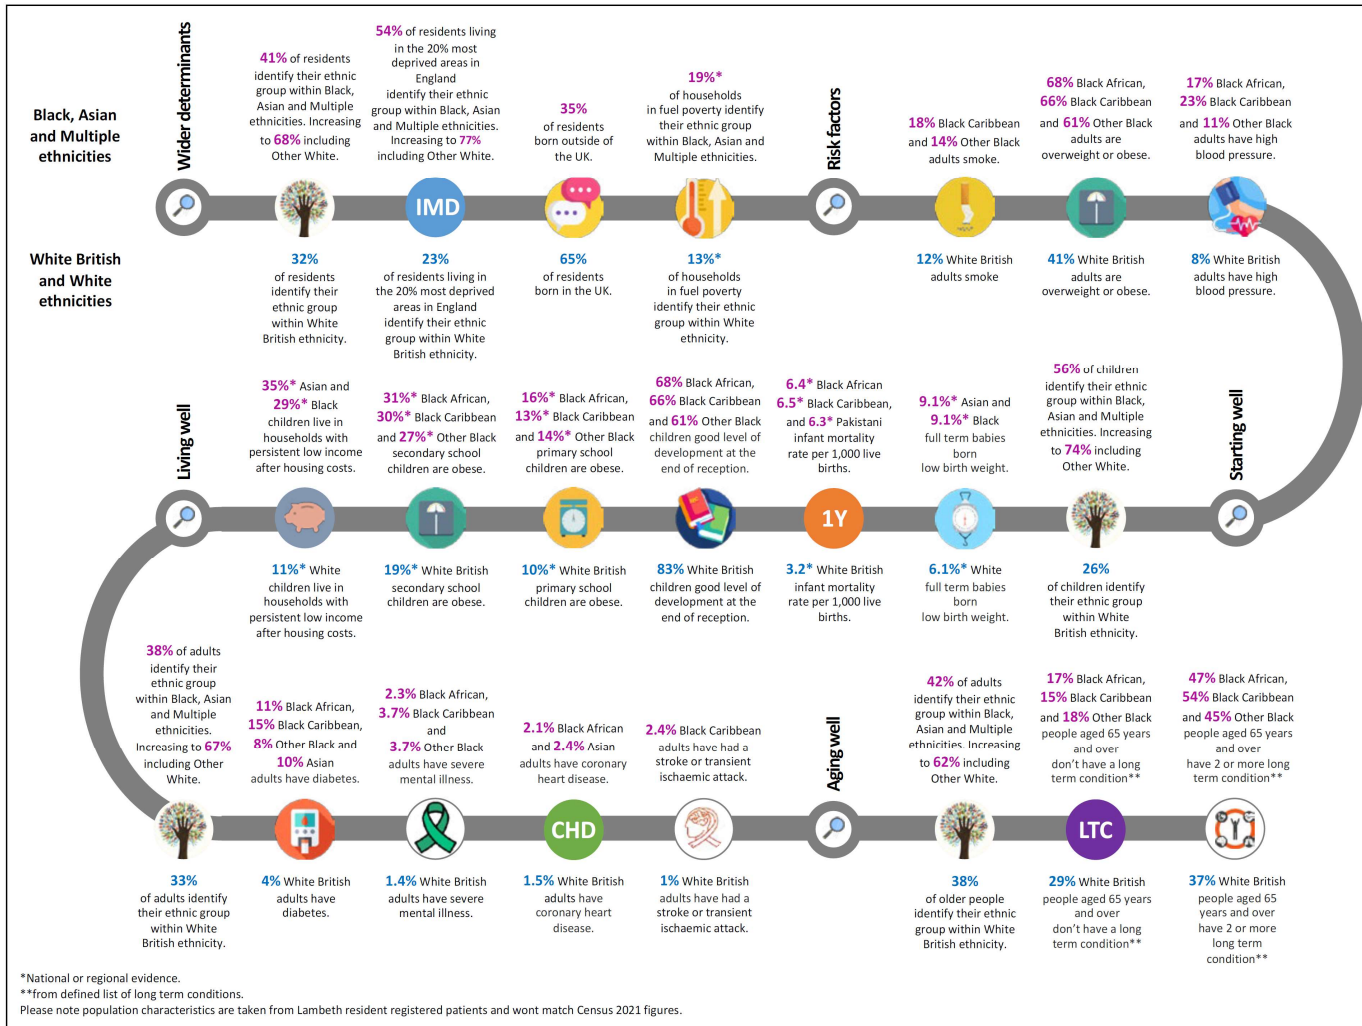 Black, Asian
and Multiple
ethnicities
White British
and White
ethnicities
Wider determinants
41% of residents
identify their ethnic
group within Black,
Asian and Multiple
ethnicities. Increasing
to 68% including
Other White.
54% of residents living
in the 20% most
deprived areas in
England
identify their ethnic
group within Black, Asian
and Multiple ethnicities.
Increasing to 77%
including Other White.
35%
of residents
born outside of
the UK.
19%*
of households
in fuel poverty identify
their ethnic group
within Black, Asian and
Multiple ethnicities.
Risk factors
18% Black Caribbean
and 14% Other Black
adults smoke.
68% Black African,
66% Black Caribbean
and 61% Other Black
adults are
overweight or obese.
17% Black African,
23% Black Caribbean
and 11% Other Black
adults have high
blood pressure.
IMD
32%
of residents
identify their
ethnic group
within White
British ethnicity.
23%
of residents living in
the 20% most deprived
areas in England
identify their ethnic
group within White
British ethnicity.
65%
of residents
born in the UK.
13%*
of households
in fuel poverty
identify their ethnic
group within White
ethnicity.
12% White British
adults smoke
41% White British
adults are
overweight or obese.
8% White British
adults have high
blood pressure.
Living well
35%* Asian and
29%* Black
children live in
households with
persistent low income
after housing costs.
31%* Black African,
30%* Black Caribbean
and 27%* Other Black
secondary school
children are obese.
16%* Black African,
13%* Black Caribbean
and 14%* Other Black
primary school
children are obese.
68% Black African,
66% Black Caribbean
and 61% Other Black
children good level of
development at the
end of reception.
6.4* Black African
6.5* Black Caribbean,
and 6.3* Pakistani
infant mortality
rate per 1,000 live
births.
9.1%* Asian and
9.1%* Black
full term babies
born
low birth weight.
56% of children
identify their ethnic
group within Black,
Asian and Multiple
ethnicities. Increasing
to 74% including
Other White.
Starting well
1Y
11%* White
children live in
households with
persistent low income
after housing costs.
19%* White British
secondary school
children are obese.
10%* White British
primary school
children are obese.
83% White British
children good level of
development at the
end of reception.
3.2* White British
infant mortality
rate per 1,000 live
births.
6.1%* White
full term babies
born
low birth weight.
26%
of children identify
their ethnic group
within White
British ethnicity.
38% of adults
identify their
ethnic group
within Black, Asian
and Multiple
ethnicities.
Increasing to 67%
including Other
White.
11% Black African,
15% Black Caribbean,
8% Other Black and
10% Asian
adults have diabetes.
2.3% Black African,
3.7% Black Caribbean
and
3.7% Other Black
adults have severe
mental illness.
2.1% Black African
and 2.4% Asian
adults have coronary
heart disease.
2.4% Black Caribbean
adults have had a
stroke or transient
ischaemic attack.
Aging well
42% of adults
identify their ethnic
group within Black,
Asian and Multiple
ethnicities. Increasing
to 62% including
Other White.
17% Black African,
15% Black Caribbean
and 18% Other Black
people aged 65 years
and over
don't have a long
term condition**
47% Black African,
54% Black Caribbean
and 45% Other Black
people aged 65 years
and over
have 2 or more long
term condition**
CHD
LTC
33%
of adults identify
their ethnic group
within White
British ethnicity.
4% White British
adults have
diabetes.
1.4% White British
adults have severe
mental illness.
1.5% White British
adults have
coronary heart
disease.
1% White British
adults have had a
stroke or transient
ischaemic attack.
38%
of older people
identify their ethnic
group within White
British ethnicity.
29% White British
people aged 65 years
and over
don't have a long
term condition**
37% White British
people aged 65
years and over
have 2 or more
long term
condition**
*National or regional evidence.
**from defined list of long term conditions.
Please note population characteristics are taken from Lambeth resident registered patients and wont match Census 2021 figures.